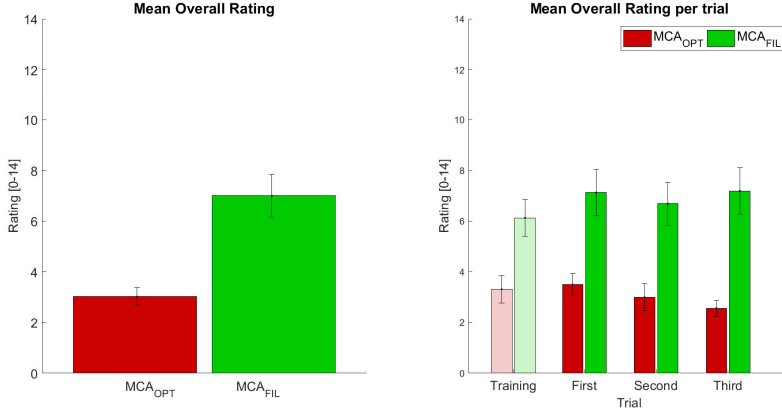 Mean Overall Rating
14
12
10
8
6
4
2
0
Rating [0-14]
MCA_OPT
MCA_FIL
Mean Overall Rating per trial
MCA_OPT MCA_FIL
14
12
10
8
6
4
2
0
Rating [0-14]
Training First Second Third
Trial